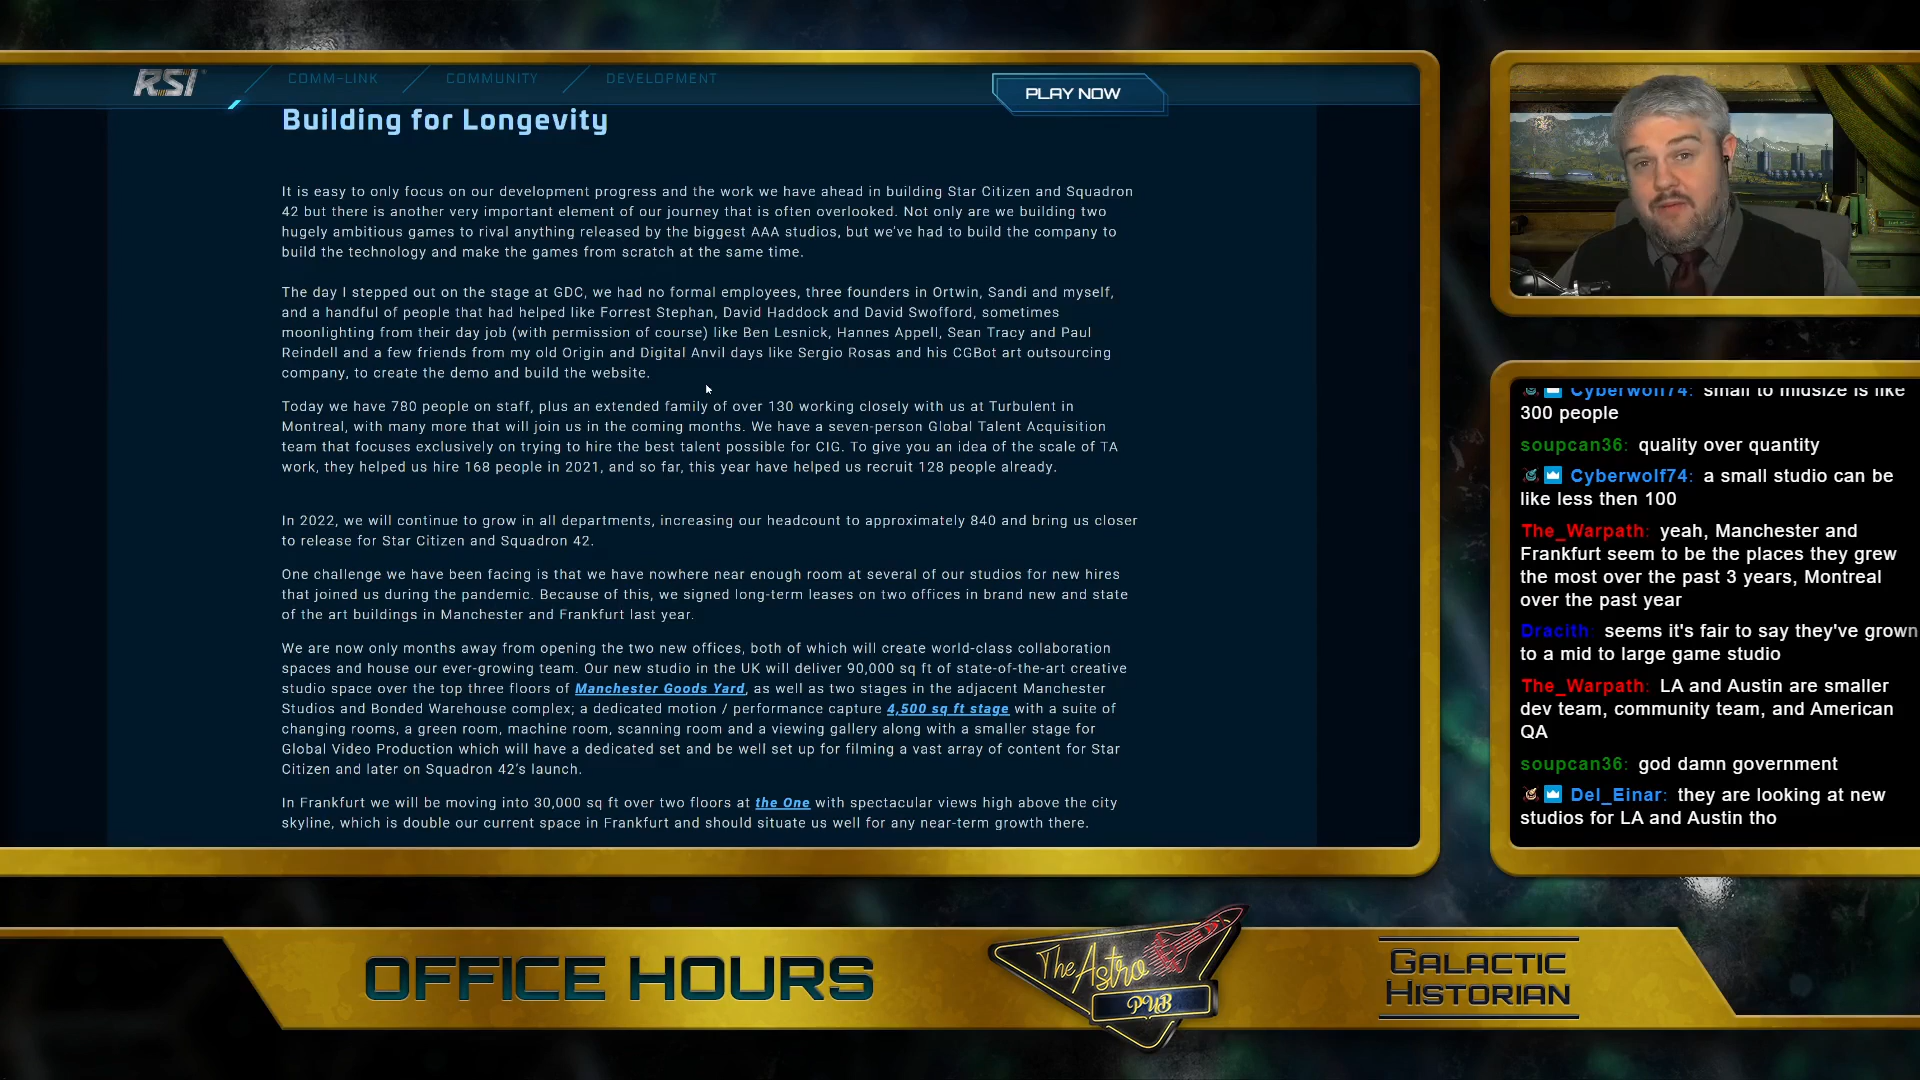 RSI
COMM-LINK
COMMUNITY
DEVELOPMENT
PLAY NOW
Building for Longevity
It is easy to only focus on our development progress and the work we have ahead in building Star Citizen and Squadron
42 but there is another very important element of our journey that is often overlooked. Not only are we building two
hugely ambitious games to rival anything released by the biggest AAA studios, but we've had to build the company to
build the technology and make the games from scratch at the same time.
The day I stepped out on the stage at GDC, we had no formal employees, three founders in Ortwin, Sandi and myself,
and a handful of people that had helped like Forrest Stephan, David Haddock and David Swofford, sometimes
moonlighting from their day job (with permission of course) like Ben Lesnick, Hannes Appell, Sean Tracy and Paul
Reindell and a few friends from my old Origin and Digital Anvil days like Sergio Rosas and his CGBot art outsourcing
company, to create the demo and build the website.
Today we have 780 people on staff, plus an extended family of over 130 working closely with us at Turbulent in
Montreal, with many more that will join us in the coming months. We have a seven-person Global Talent Acquisition
team that focuses exclusively on trying to hire the best talent possible for CIG. To give you an idea of the scale of TA
work, they helped us hire 168 people in 2021, and so far, this year have helped us recruit 128 people already.
In 2022, we will continue to grow in all departments, increasing our headcount to approximately 840 and bring us closer
to release for Star Citizen and Squadron 42.
One challenge we have been facing is that we have nowhere near enough room at several of our studios for new hires
that joined us during the pandemic. Because of this, we signed long-term leases on two offices in brand new and state
of the art buildings in Manchester and Frankfurt last year.
We are now only months away from opening the two new offices, both of which will create world-class collaboration
spaces and house our ever-growing team. Our new studio in the UK will deliver 90,000 sq ft of state-of-the-art creative
studio space over the top three floors of Manchester Goods Yard, as well as two stages in the adjacent Manchester
Studios and Bonded Warehouse complex; a dedicated motion / performance capture 4,500 sq ft stage with a suite of
changing rooms, a green room, machine room, scanning room and a viewing gallery along with a smaller stage for
Global Video Production which will have a dedicated set and be well set up for filming a vast array of content for Star
Citizen and later on Squadron 42's launch.
In Frankfurt we will be moving into 30,000 sq ft over two floors at the One with spectacular views high above the city
skyline, which is double our current space in Frankfurt and should situate us well for any near-term growth there.
Cyberwolf74: small to midsize is like
300 people
soupcan36: quality over quantity
Cyberwolf74: a small studio can be
like less then 100
The_Warpath: yeah, Manchester and
Frankfurt seem to be the places they grew
the most over the past 3 years, Montreal
over the past year
Dracith: seems it's fair to say they've grown
to a mid to large game studio
The_Warpath: LA and Austin are smaller
dev team, community team, and American
QA
soupcan36: god damn government
Del_Einar: they are looking at new
studios for LA and Austin tho
OFFICE HOURS
The Astro
PUB
GALACTIC
HISTORIAN